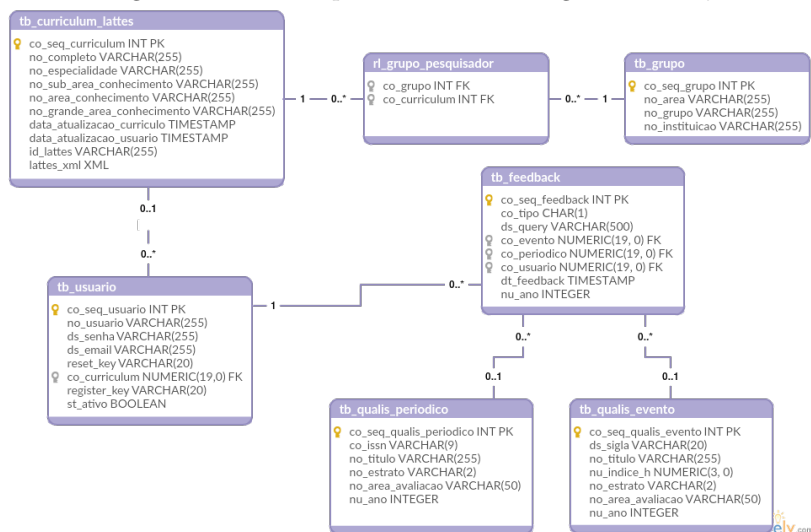 tb_curriculum_lattes
co_seq_curriculum INT PK
no_completo VARCHAR(255)
no_especialidade VARCHAR(255)
no_sub_area_conhecimento VARCHAR(255)
no_area_conhecimento VARCHAR(255)
no_grande_area_conhecimento VARCHAR(255)
data_atualizacao_curriculo TIMESTAMP
data_atualizacao_usuario TIMESTAMP
id_lattes VARCHAR(255)
lattes_xml XML
1
0..*
rl_grupo_pesquisador
co_grupo INT FK
co_curriculum INT FK
0..*
1
tb_grupo
co_seq_grupo INT PK
no_area VARCHAR(255)
no_grupo VARCHAR(255)
no_instituicao VARCHAR(255)
0..1
0..*
tb_feedback
co_seq_feedback INT PK
co_tipo CHAR(1)
ds_query VARCHAR(500)
co_evento NUMERIC(19, 0) FK
co_periodico NUMERIC(19, 0) FK
co_usuario NUMERIC(19, 0) FK
dt_feedback TIMESTAMP
nu_ano INTEGER
tb_usuario
co_seq_usuario INT PK
no_usuario VARCHAR(255)
ds_senha VARCHAR(255)
ds_email VARCHAR(255)
reset_key VARCHAR(20)
co_curriculum NUMERIC(19,0) FK
register_key VARCHAR(20)
st_ativo BOOLEAN
1
0..*
0..*
0..*
0..1
0..1
tb_qualis_periodico
co_seq_qualis_periodico INT PK
co_issn VARCHAR(9)
no_titulo VARCHAR(255)
no_estrato VARCHAR(2)
no_area_avaliacao VARCHAR(50)
nu_ano INTEGER
tb_qualis_evento
co_seq_qualis_evento INT PK
ds_sigla VARCHAR(20)
no_titulo VARCHAR(255)
nu_indice_h NUMERIC(3, 0)
no_estrato VARCHAR(2)
no_area_avaliacao VARCHAR(50)
nu_ano INTEGER